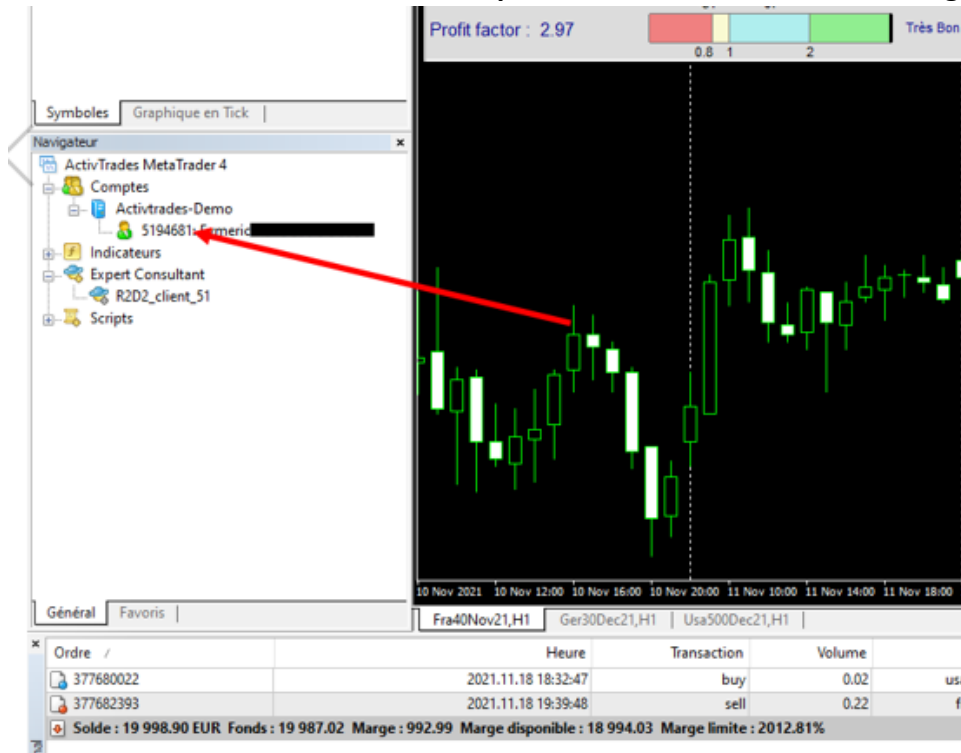 Profit factor : 2.97
Très Bon
0.8 1 2
Symboles Graphique en Tick
Navigateur
ActivTrades MetaTrader 4
Comptes
Activtrades-Demo
5194681:
Indicateurs
Expert Consultant
R2D2_client_51
Scripts
Général Favoris
10 Nov 2021 10 Nov 12:00 10 Nov 16:00 10 Nov 20:00 11 Nov 10:00 11 Nov 14:00 11 Nov 18:00
Fra40Nov21,H1 Ger30Dec21,H1 Usa500Dec21,H1
Ordre / Heure Transaction Volume
377680022 2021.11.18 18:32:47 buy 0.02 usa
377682393 2021.11.18 19:39:48 sell 0.22 f
Solde : 19 998.90 EUR Fonds : 19 987.02 Marge : 992.99 Marge disponible : 18 994.03 Marge limite : 2012.81%